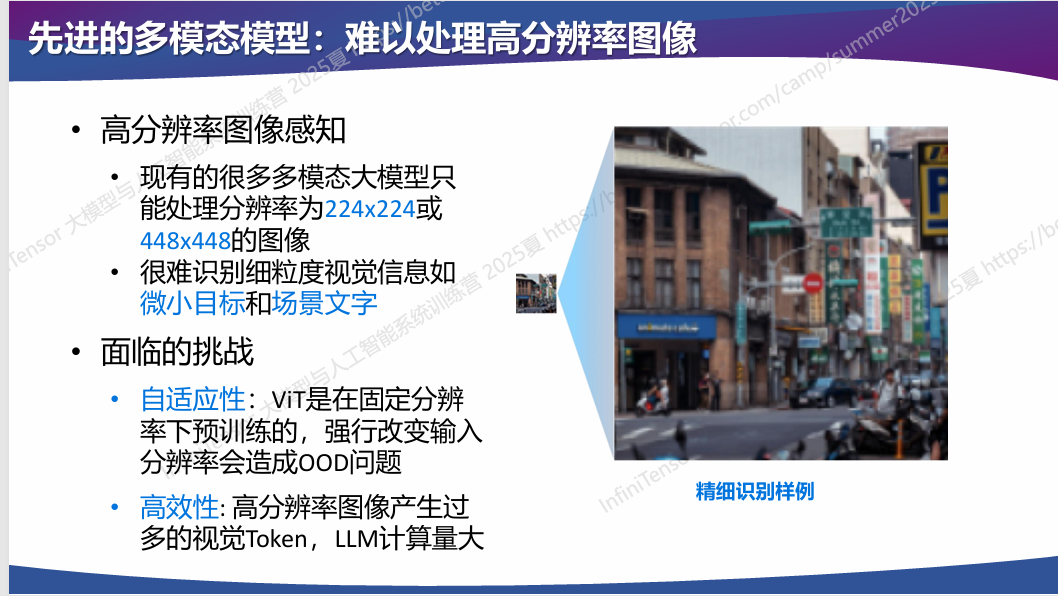 先进的多模态模型：难以处理高分辨率图像
• 高分辨率图像感知
• 现有的很多多模态大模型只
能处理分辨率为224x224或
448x448的图像
• 很难识别细粒度视觉信息如
微小目标和场景文字
• 面临的挑战
• 自适应性：ViT是在固定分辨
率下预训练的，强行改变输入
分辨率会造成OOD问题
• 高效性: 高分辨率图像产生过
多的视觉Token，LLM计算量大
精细识别样例
InfiniTensor 大模型与人工智能系统训练营 2025夏 https://be